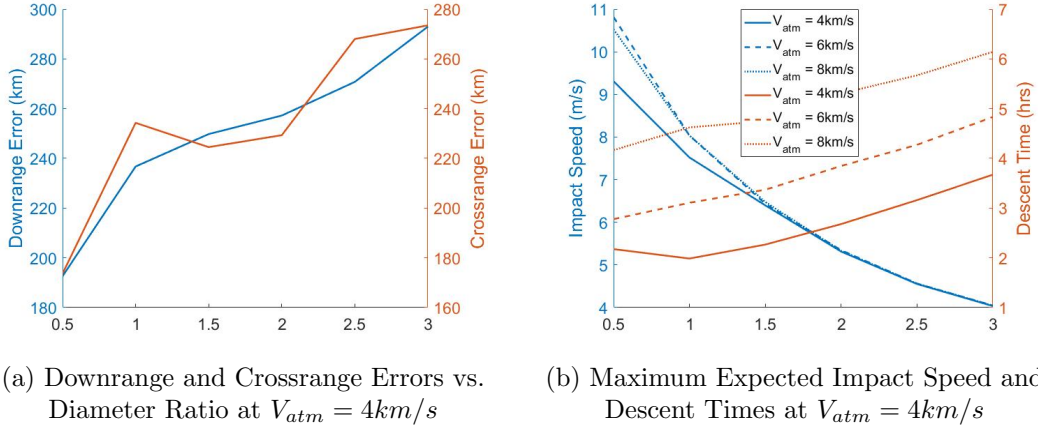 300
280
260
240
220
200
180
Downrange Error (km)
280
260
240
220
200
180
160
Crossrange Error (km)
0.5 1 1.5 2 2.5 3
(a) Downrange and Crossrange Errors vs.
Diameter Ratio at V_atm = 4km/s
11
10
9
8
7
6
5
4
Impact Speed (m/s)
V_atm = 4km/s
V_atm = 6km/s
V_atm = 8km/s
V_atm = 4km/s
V_atm = 6km/s
V_atm = 8km/s
7
6
5
4
3
2
1
Descent Time (hrs)
0.5 1 1.5 2 2.5 3
(b) Maximum Expected Impact Speed and
Descent Times at V_atm = 4km/s